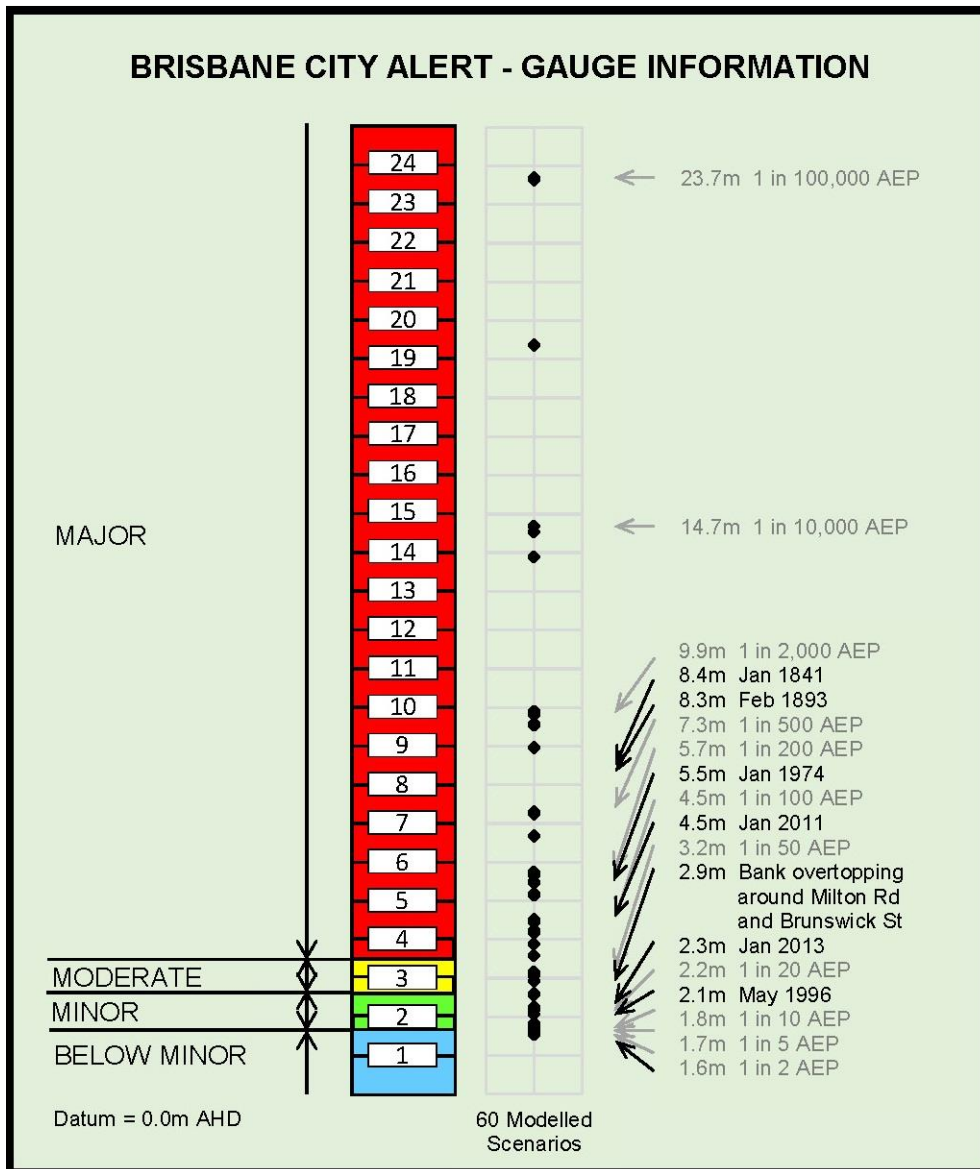 BRISBANE CITY ALERT - GAUGE INFORMATION
24
23
22
21
20
19
18
17
16
15
14
13
12
11
10
9
8
7
6
5
4
3
2
1
MAJOR
MODERATE
MINOR
BELOW MINOR
Datum = 0.0m AHD
60 Modelled
Scenarios
23.7m 1 in 100,000 AEP
14.7m 1 in 10,000 AEP
9.9m 1 in 2,000 AEP
8.4m Jan 1841
8.3m Feb 1893
7.3m 1 in 500 AEP
5.7m 1 in 200 AEP
5.5m Jan 1974
4.5m 1 in 100 AEP
4.5m Jan 2011
3.2m 1 in 50 AEP
2.9m Bank overtopping
around Milton Rd
and Brunswick St
2.3m Jan 2013
2.2m 1 in 20 AEP
2.1m May 1996
1.8m 1 in 10 AEP
1.7m 1 in 5 AEP
1.6m 1 in 2 AEP